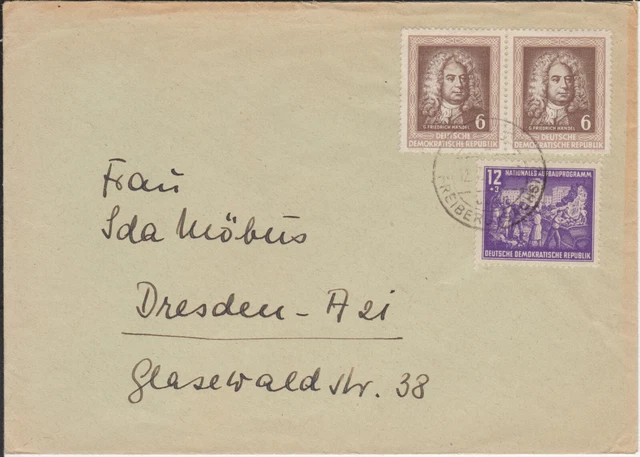 6
G. FRIEDRICH HÄNDEL
DEUTSCHE
DEMOKRATISCHE REPUBLIK
6
G. FRIEDRICH HÄNDEL
DEUTSCHE
DEMOKRATISCHE REPUBLIK
12
+3
NATIONALES AUFBAUPROGRAMM
DEUTSCHE DEMOKRATISCHE REPUBLIK
Frau
Ida Möbus
Dresden - A 21
Glasewaldstr. 38